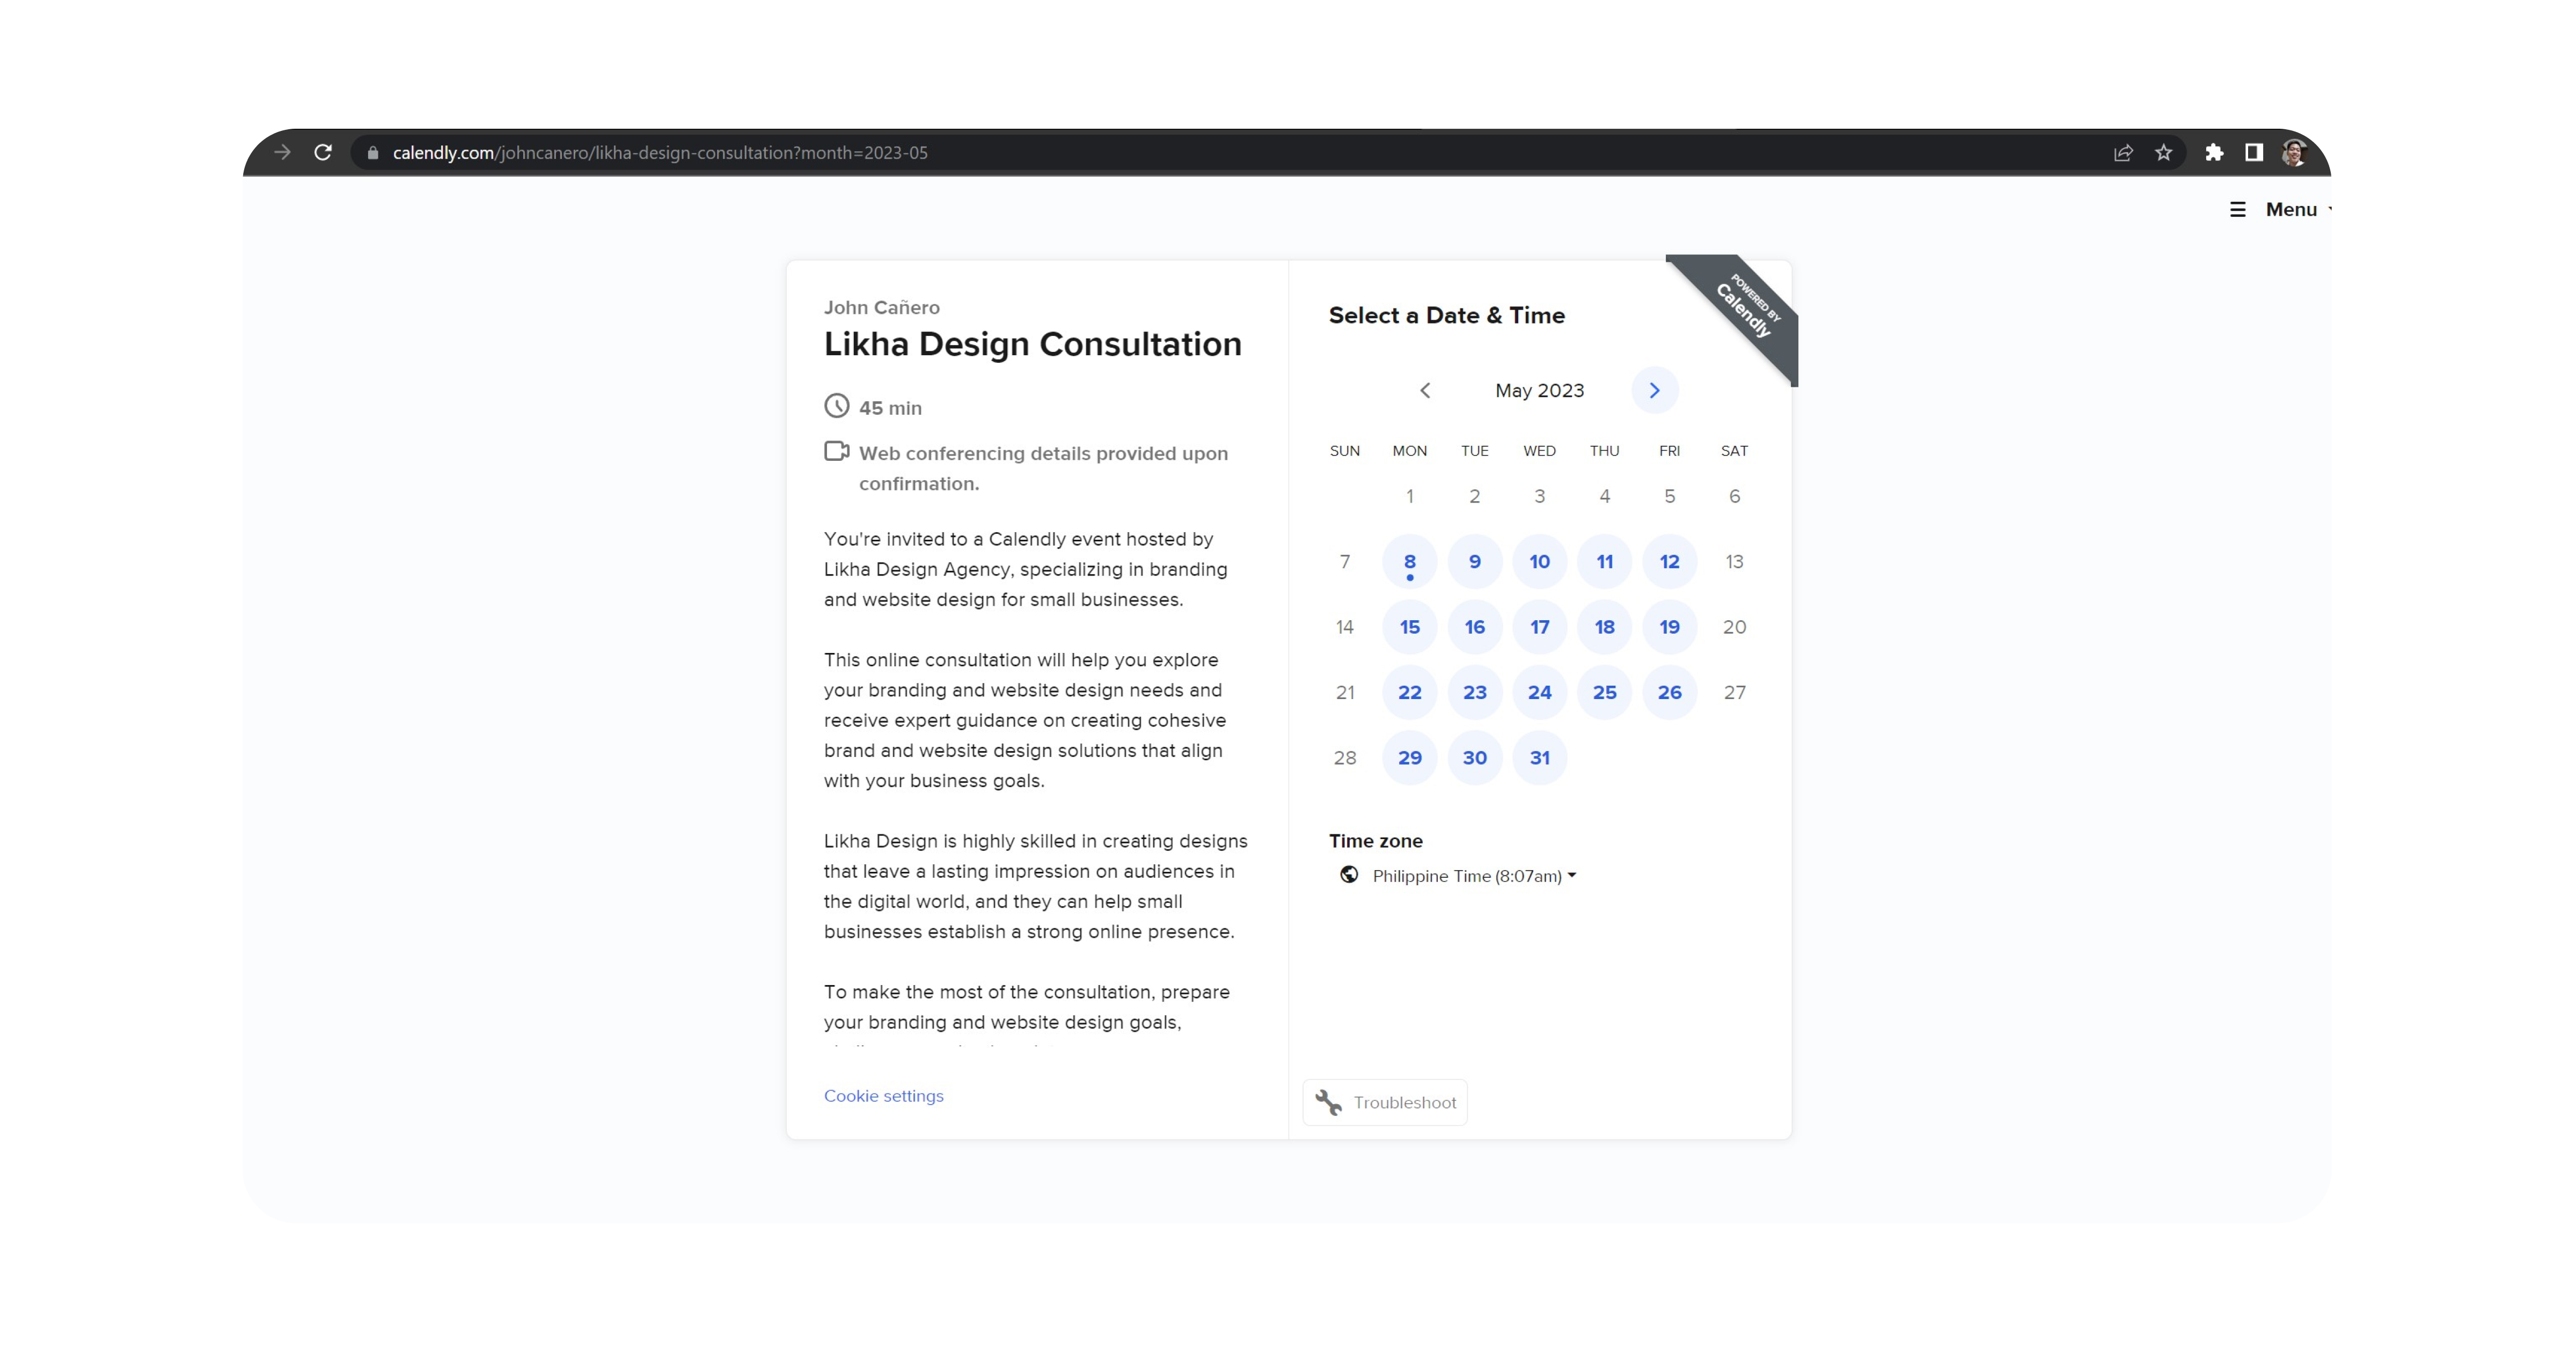 calendly.com/johncanero/likha-design-consultation?month=2023-05
Menu
John Cañero
Likha Design Consultation
45 min
Web conferencing details provided upon
confirmation.
You're invited to a Calendly event hosted by
Likha Design Agency, specializing in branding
and website design for small businesses.
This online consultation will help you explore
your branding and website design needs and
receive expert guidance on creating cohesive
brand and website design solutions that align
with your business goals.
Likha Design is highly skilled in creating designs
that leave a lasting impression on audiences in
the digital world, and they can help small
businesses establish a strong online presence.
To make the most of the consultation, prepare
your branding and website design goals,
Cookie settings
POWERED BY
Calendly
Select a Date & Time
May 2023
SUN MON TUE WED THU FRI SAT
1 2 3 4 5 6
7 8 9 10 11 12 13
14 15 16 17 18 19 20
21 22 23 24 25 26 27
28 29 30 31
Time zone
Philippine Time (8:07am)
Troubleshoot